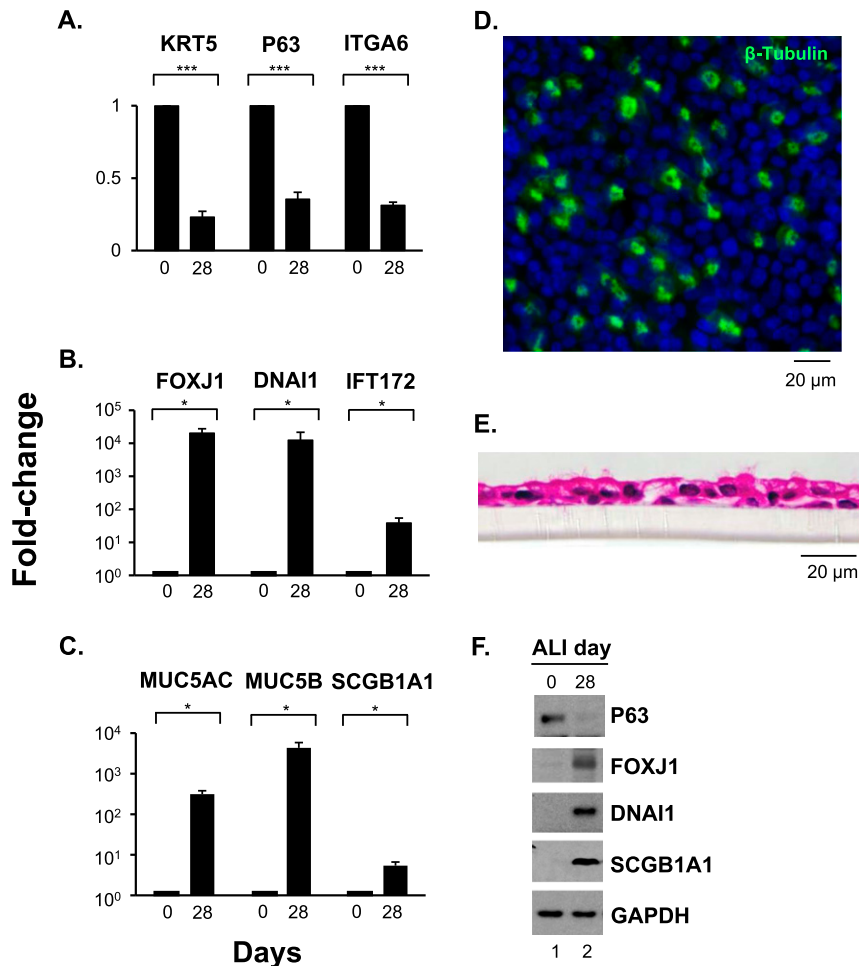 A.
KRT5 P63 ITGA6
*** *** ***
1
0.5
0
0 28 0 28 0 28
B.
FOXJ1 DNAI1 IFT172
* * *
10⁵
10⁴
10³
10²
10¹
10⁰
0 28 0 28 0 28
Fold-change
C.
MUC5AC MUC5B SCGB1A1
* * *
10⁴
10³
10²
10¹
10⁰
0 28 0 28 0 28
Days
D.
β-Tubulin
20 µm
E.
20 µm
F.
ALI day
0 28
P63
FOXJ1
DNAI1
SCGB1A1
GAPDH
1 2